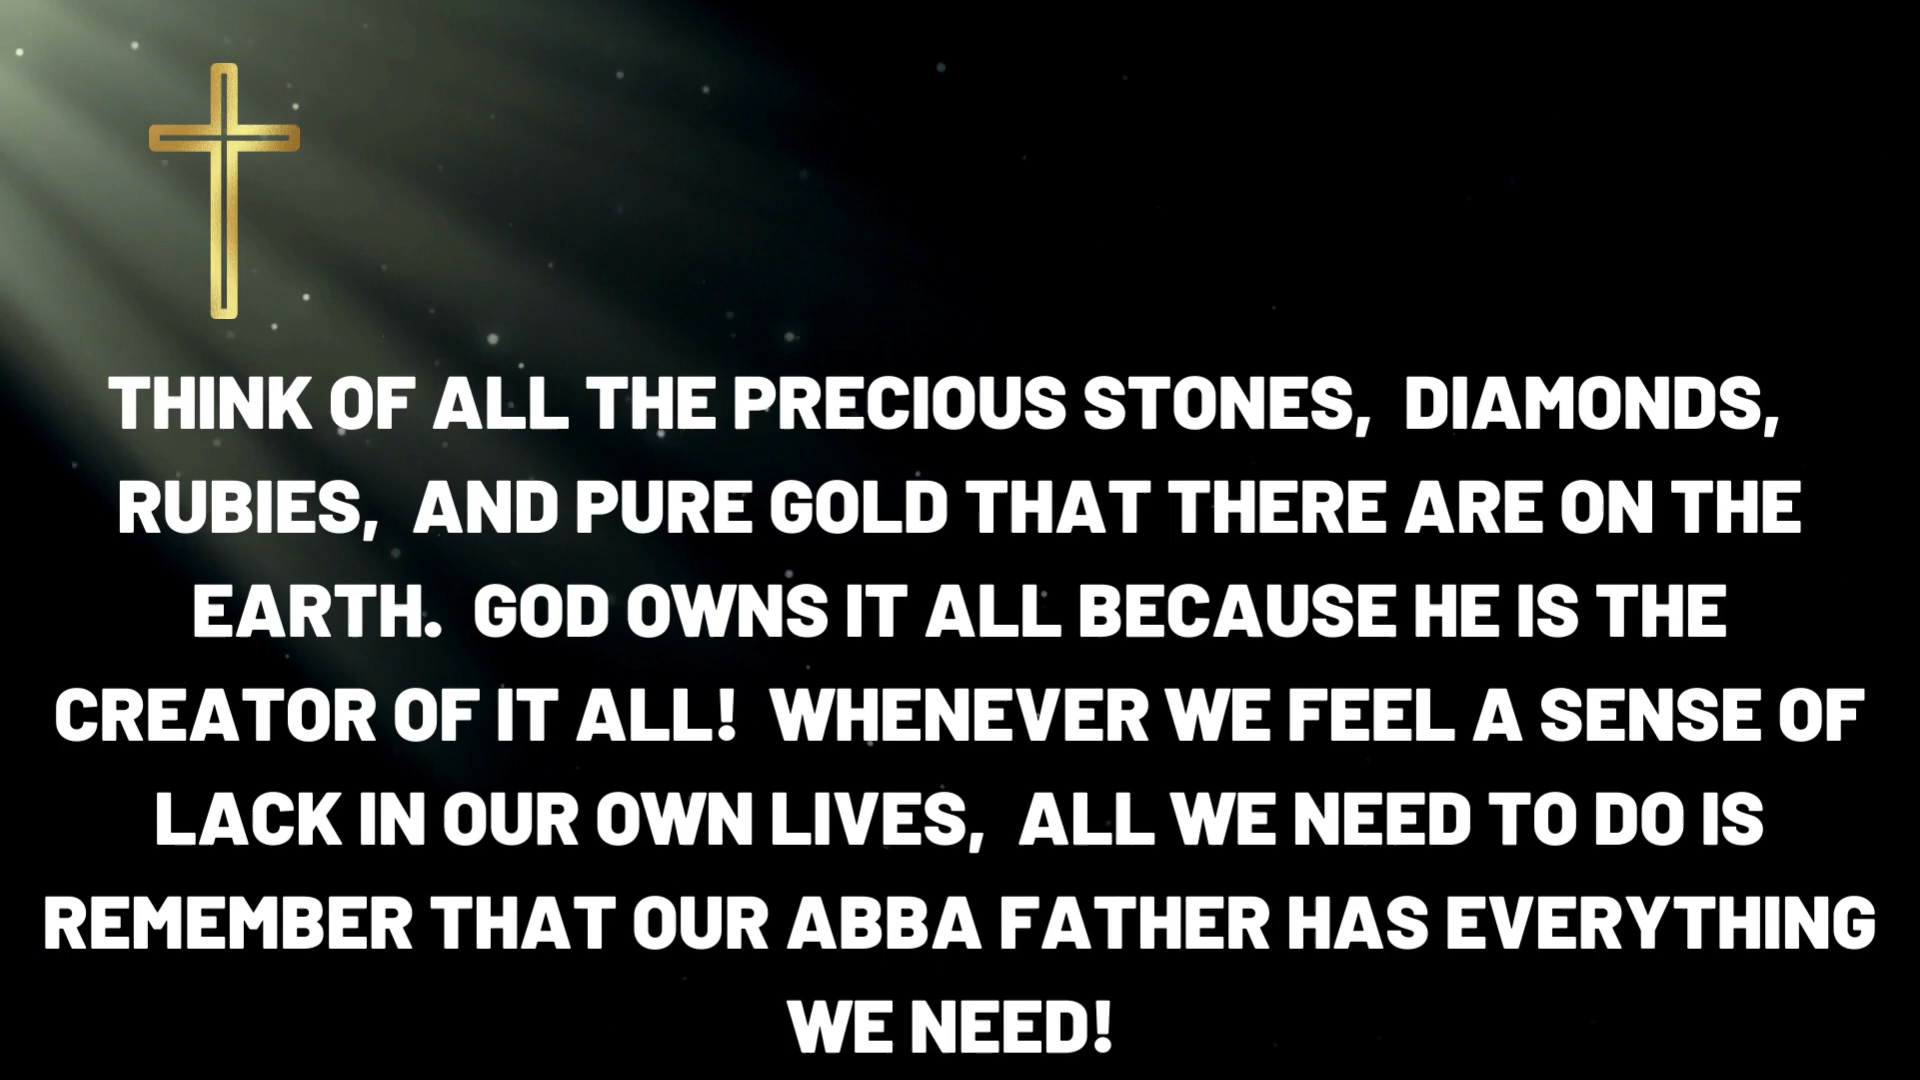 THINK OF ALL THE PRECIOUS STONES,  DIAMONDS,
RUBIES,  AND PURE GOLD THAT THERE ARE ON THE
EARTH.  GOD OWNS IT ALL BECAUSE HE IS THE
CREATOR OF IT ALL!  WHENEVER WE FEEL A SENSE OF
LACK IN OUR OWN LIVES,  ALL WE NEED TO DO IS
REMEMBER THAT OUR ABBA FATHER HAS EVERYTHING
WE NEED!